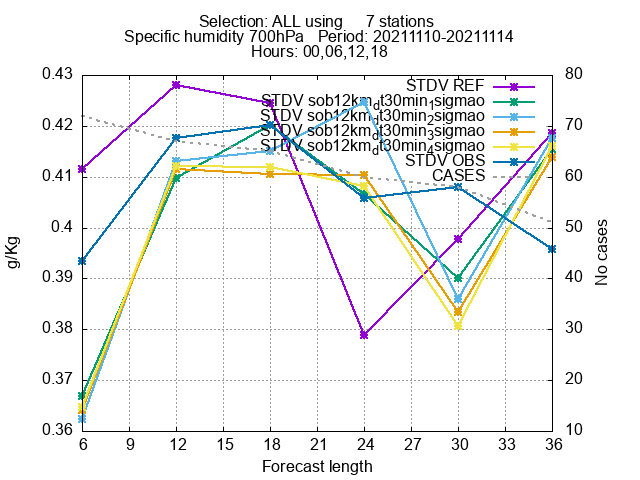 Selection: ALL using 7 stations
Specific humidity 700hPa Period: 20211110-20211114
Hours: 00,06,12,18
0.43
0.42
0.41
0.4
0.39
0.38
0.37
0.36
g/Kg
80
70
60
50
40
30
20
10
No cases
STDV REF
STDV sob12km_dt30min_1sigmao
STDV sob12km_dt30min_2sigmao
STDV sob12km_dt30min_3sigmao
STDV sob12km_dt30min_4sigmao
STDV OBS
CASES
6 9 12 15 18 21 24 27 30 33 36
Forecast length